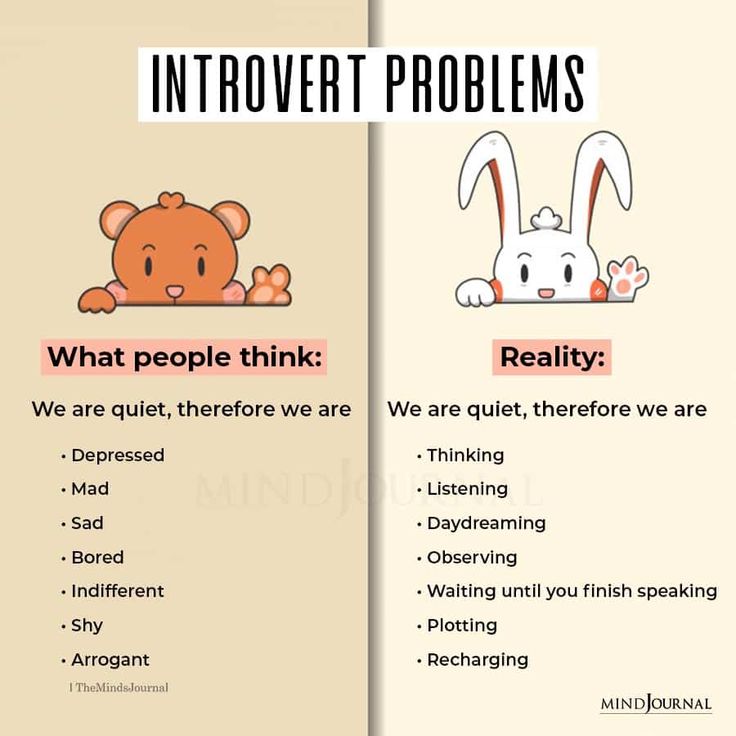 INTROVERT PROBLEMS
What people think:
We are quiet, therefore we are
• Depressed
• Mad
• Sad
• Bored
• Indifferent
• Shy
• Arrogant
| TheMindsJournal
Reality:
We are quiet, therefore we are
• Thinking
• Listening
• Daydreaming
• Observing
• Waiting until you finish speaking
• Plotting
• Recharging
MINDJOURNAL
MINDJOURNAL